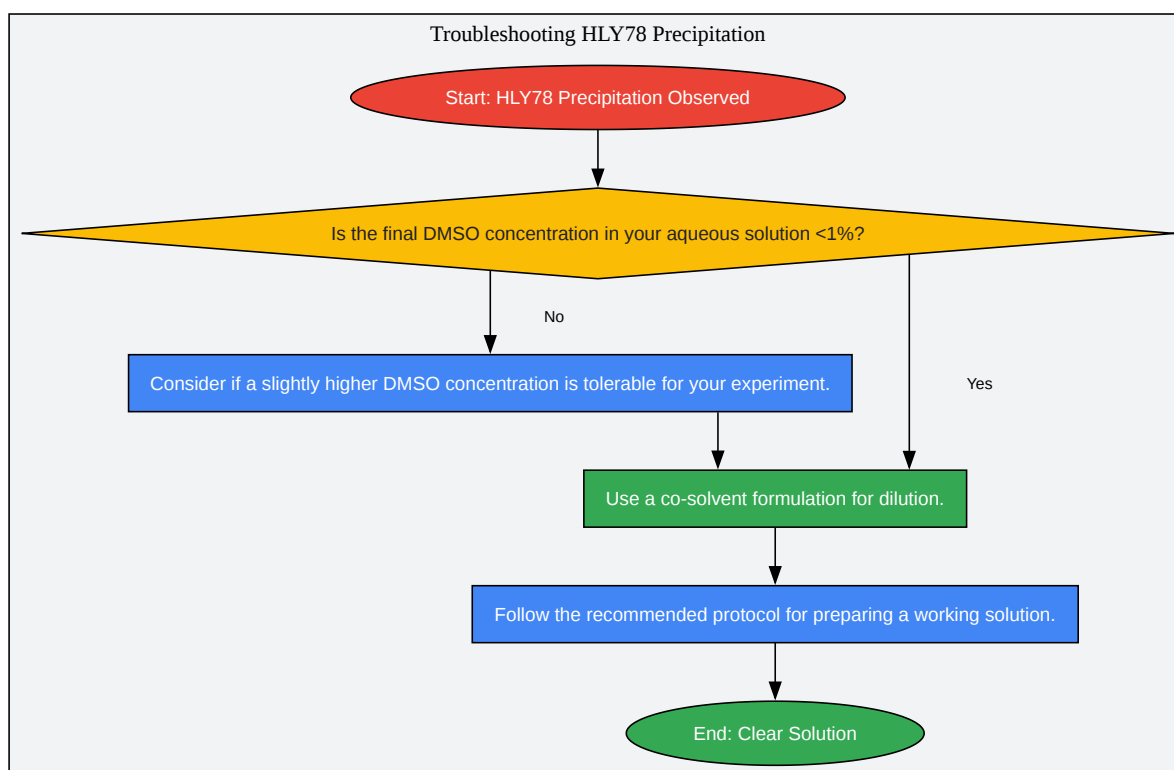 Troubleshooting HLY78 Precipitation
Start: HLY78 Precipitation Observed
Is the final DMSO concentration in your aqueous solution <1%?
No
Consider if a slightly higher DMSO concentration is tolerable for your experiment.
Yes
Use a co-solvent formulation for dilution.
Follow the recommended protocol for preparing a working solution.
End: Clear Solution